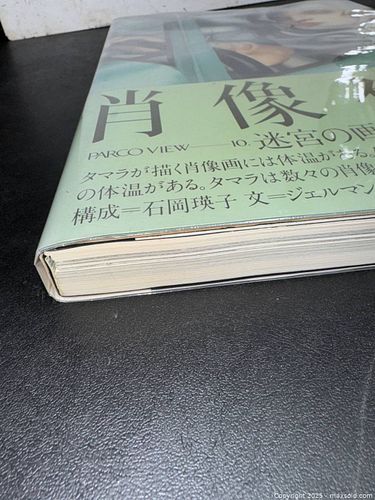 肖像
PARCO VIEW — 10. 迷宮の画
タマラが描く肖像画には体温がある。
の体温がある。タマラは数々の肖像
構成＝石岡瑛子 文＝ジェルマン
Copyright 2025 - maxsold.com